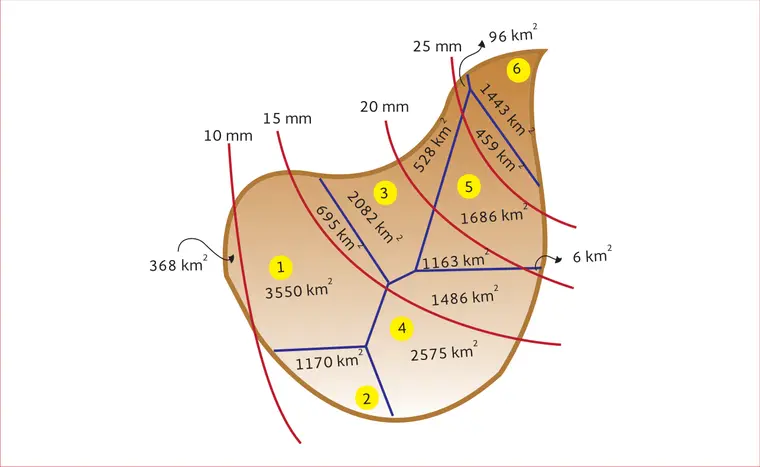 96 km²
25 mm
6
20 mm
1443 km²
15 mm
10 mm
528 km²
459 km²
3
5
2082 km²
695 km²
1686 km²
368 km²
1
1163 km²
6 km²
3550 km²
1486 km²
4
1170 km²
2575 km²
2